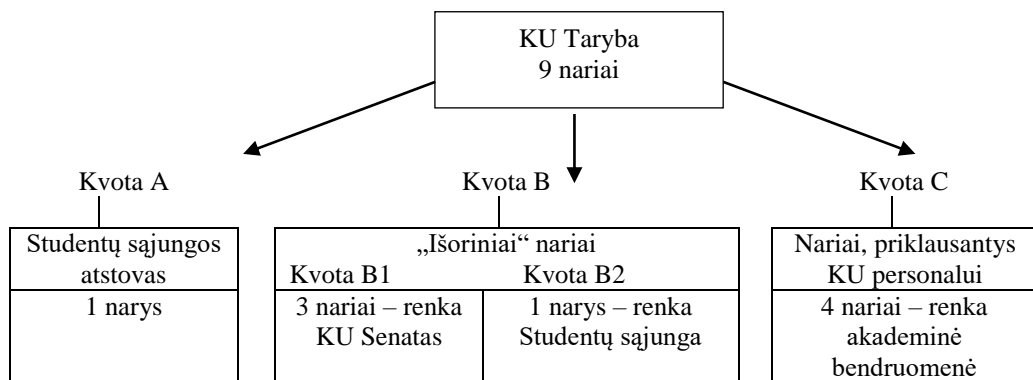 KU Taryba
9 nariai
Kvota A
Kvota B
Kvota C
Studentų sąjungos
atstovas
1 narys
„Išoriniai“ nariai
Kvota B1
Kvota B2
3 nariai – renka
KU Senatas
1 narys – renka
Studentų sąjunga
Nariai, priklausantys
KU personalui
4 nariai – renka
akademinė
bendruomenė